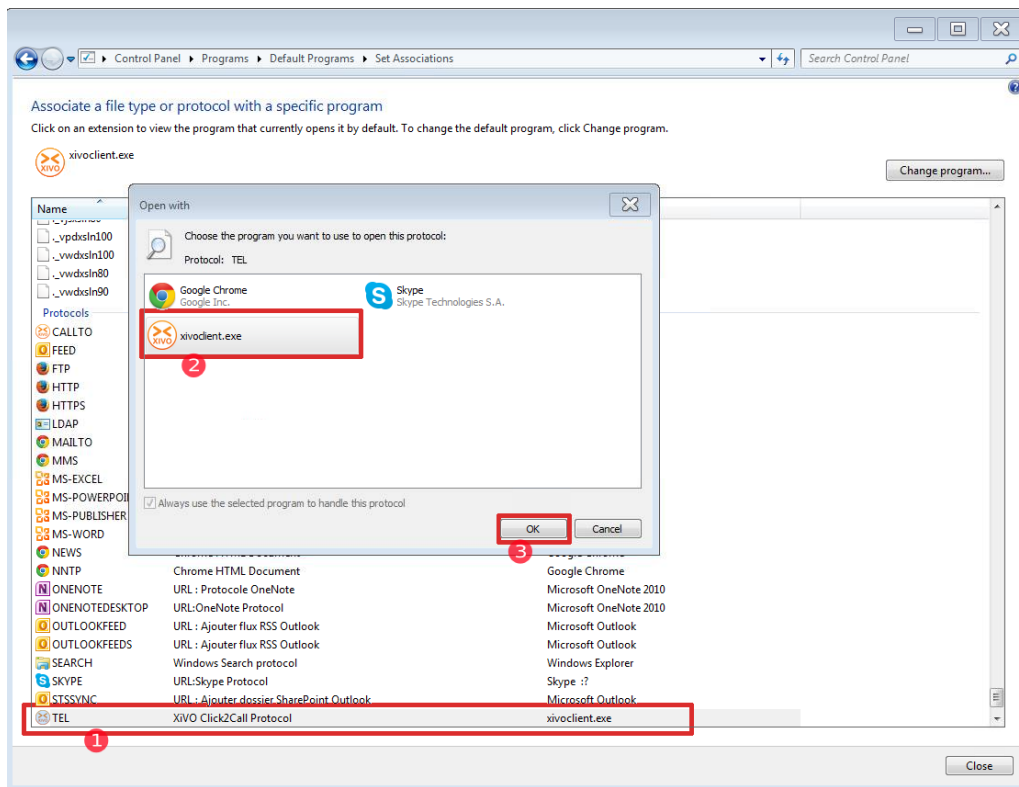 Control Panel ▸ Programs ▸ Default Programs ▸ Set Associations
Search Control Panel
Associate a file type or protocol with a specific program
Click on an extension to view the program that currently opens it by default. To change the default program, click Change program.
XIVO
xivoclient.exe
Change program...
Name
._vpdxsln100
._vwdxsln100
._vwdxsln80
._vwdxsln90
Protocols
CALLTO
FEED
FTP
HTTP
HTTPS
LDAP
MAILTO
MMS
MS-EXCEL
MS-POWERPOI
MS-PUBLISHER
MS-WORD
Open with
Choose the program you want to use to open this protocol:
Protocol: TEL
Google Chrome
Google Inc.
Skype
Skype Technologies S.A.
XIVO
xivoclient.exe
2
Always use the selected program to handle this protocol
OK
Cancel
3
NEWS Chrome HTML Document Google Chrome
NNTP Chrome HTML Document Google Chrome
ONENOTE URL : Protocole OneNote Microsoft OneNote 2010
ONENOTEDESKTOP URL:OneNote Protocol Microsoft OneNote 2010
OUTLOOKFEED URL : Ajouter flux RSS Outlook Microsoft Outlook
OUTLOOKFEEDS URL : Ajouter flux RSS Outlook Microsoft Outlook
SEARCH Windows Search protocol Windows Explorer
SKYPE URL:Skype Protocol Skype :?
STSSYNC URL : Ajouter dossier SharePoint Outlook Microsoft Outlook
TEL XiVO Click2Call Protocol xivoclient.exe
1
Close